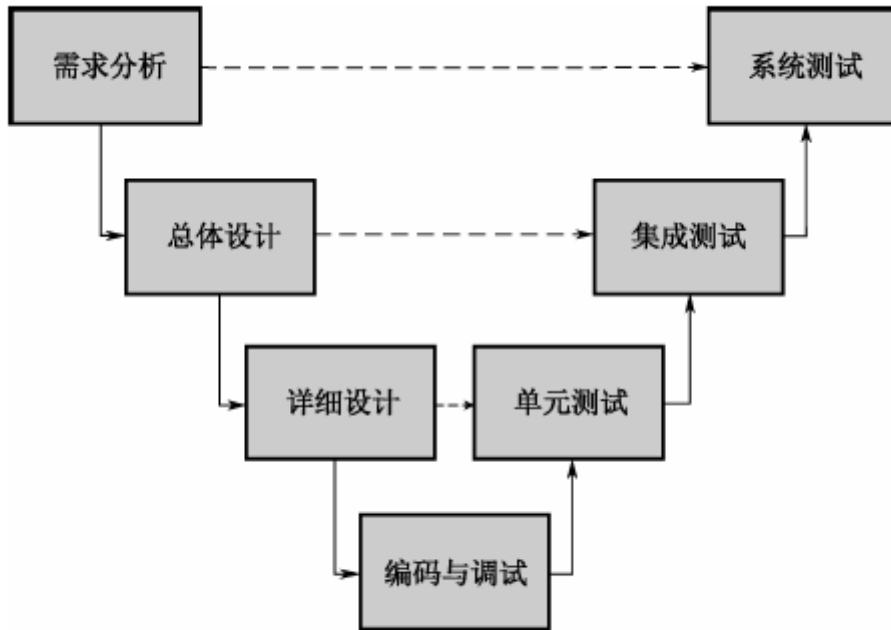 需求分析
系统测试
总体设计
集成测试
详细设计
单元测试
编码与调试